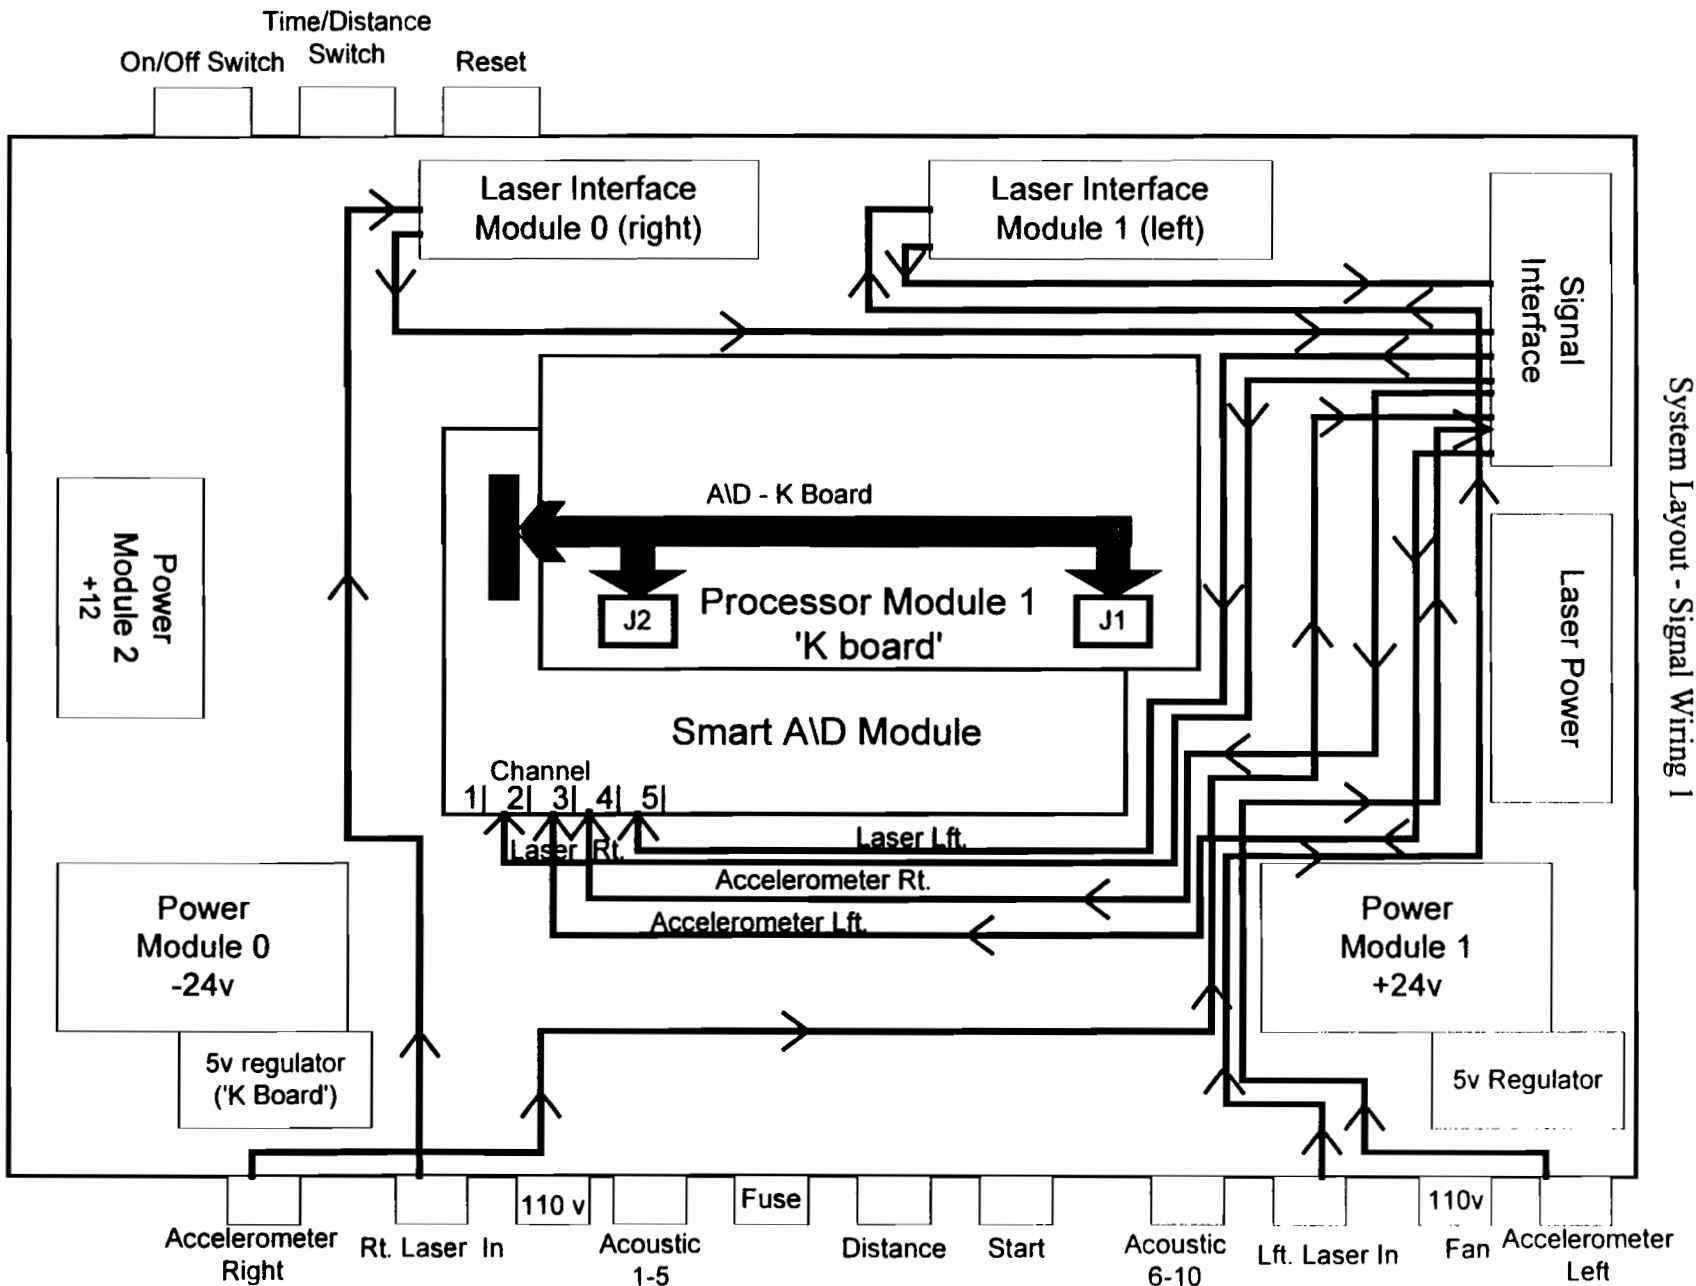 Time/Distance
Switch
On/Off Switch
Reset
Laser Interface
Module 0 (right)
Laser Interface
Module 1 (left)
Signal
Interface
System Layout - Signal Wiring 1
A\D - K Board
Power
Module 2
+12
J2
Processor Module 1
'K board'
J1
Laser Power
Smart A\D Module
Channel
1| 2| 3| 4| 5|
Laser Rt.
Laser Lft.
Accelerometer Rt.
Accelerometer Lft.
Power
Module 0
-24v
Power
Module 1
+24v
5v regulator
('K Board')
5v Regulator
110 v
Fuse
110v
Accelerometer
Right
Rt. Laser In
Acoustic
1-5
Distance
Start
Acoustic
6-10
Lft. Laser In
Fan
Accelerometer
Left